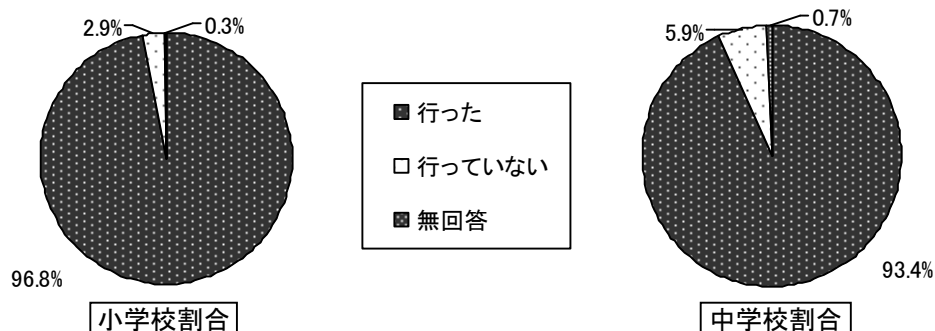 2.9%
0.3%
96.8%
小学校割合
行った
行っていない
無回答
5.9%
0.7%
93.4%
中学校割合